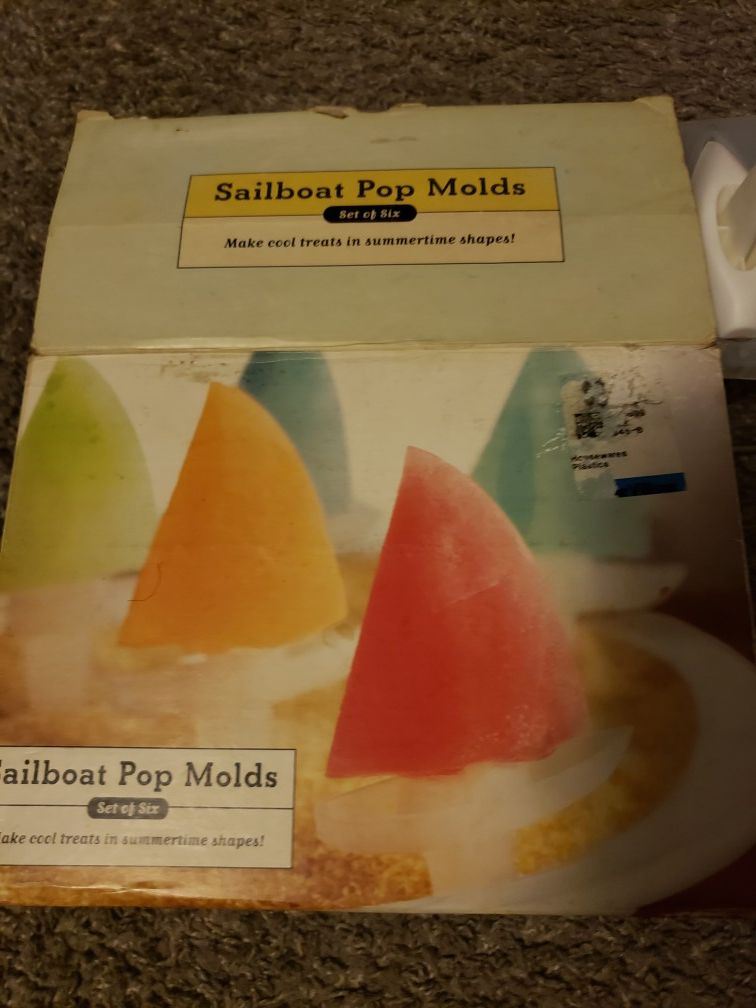 Sailboat Pop Molds
Set of Six
Make cool treats in summertime shapes!
Housewares
Plastics
ailboat Pop Molds
Set of Six
ake cool treats in summertime shapes!